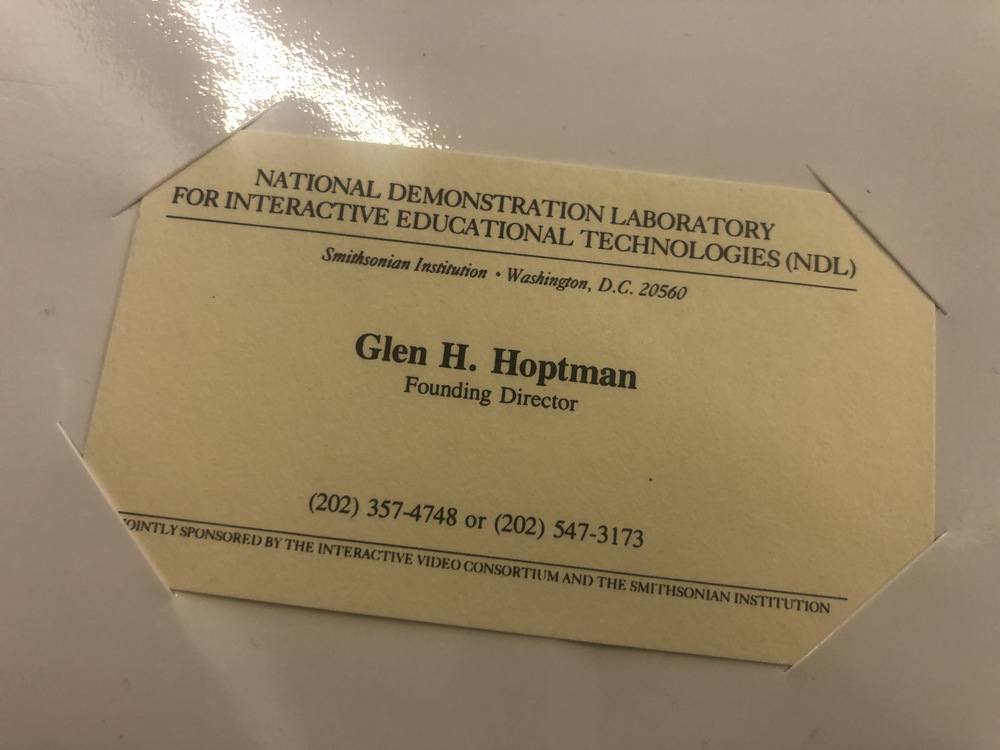 NATIONAL DEMONSTRATION LABORATORY
FOR INTERACTIVE EDUCATIONAL TECHNOLOGIES (NDL)
Smithsonian Institution • Washington, D.C. 20560
Glen H. Hoptman
Founding Director
(202) 357-4748 or (202) 547-3173
JOINTLY SPONSORED BY THE INTERACTIVE VIDEO CONSORTIUM AND THE SMITHSONIAN INSTITUTION